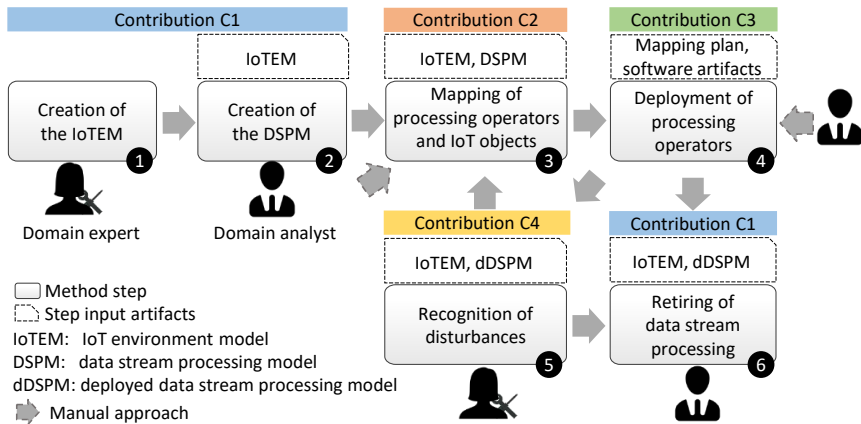 Contribution C1
Contribution C2
Contribution C3
IoTEM
IoTEM, DSPM
Mapping plan,
software artifacts
Creation of
the IoTEM
1
Creation of
the DSPM
2
Mapping of
processing operators
and IoT objects
3
Deployment of
processing
operators
4
Domain expert
Domain analyst
Contribution C4
Contribution C1
IoTEM, dDSPM
IoTEM, dDSPM
Recognition of
disturbances
5
Retiring of
data stream
processing
6
Method step
Step input artifacts
IoTEM: IoT environment model
DSPM: data stream processing model
dDSPM: deployed data stream processing model
Manual approach